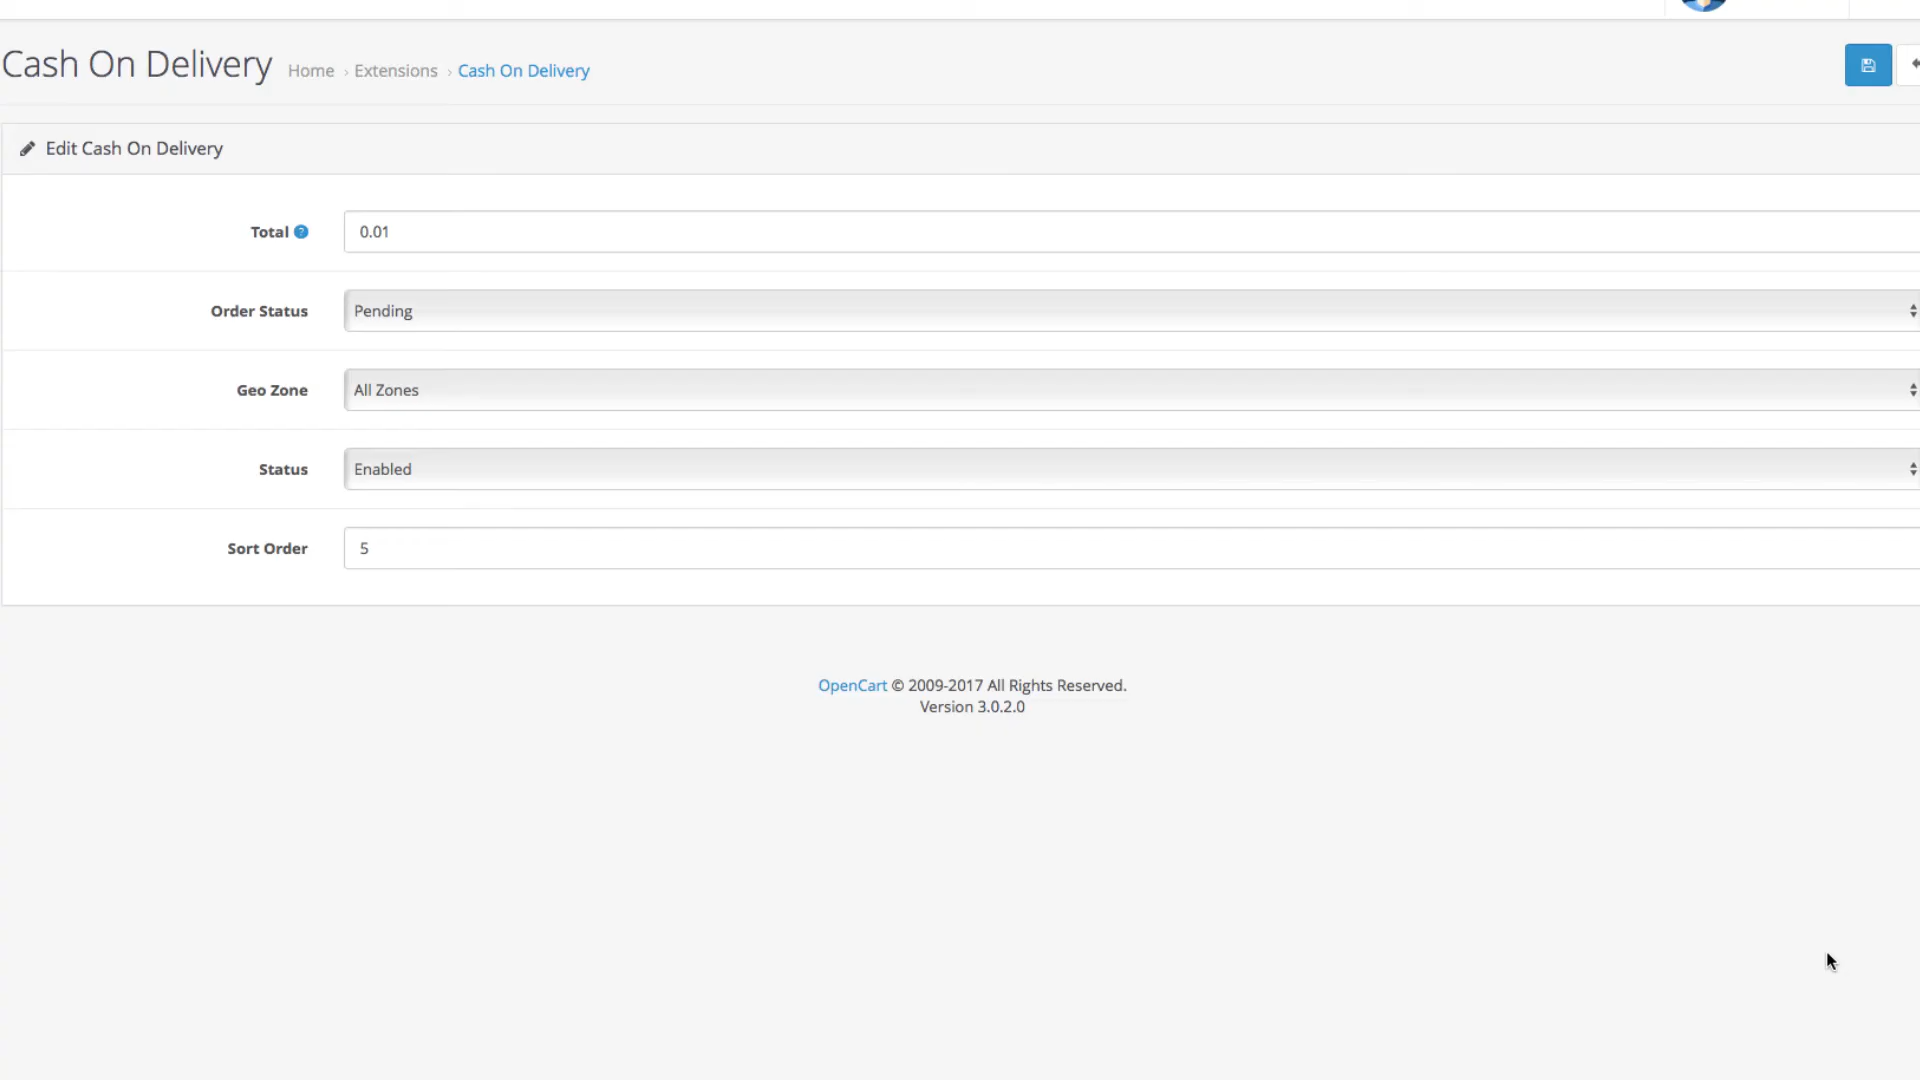 Cash On Delivery Home › Extensions › Cash On Delivery
Edit Cash On Delivery
Total ? 0.01
Order Status Pending
Geo Zone All Zones
Status Enabled
Sort Order 5
OpenCart © 2009-2017 All Rights Reserved.
Version 3.0.2.0